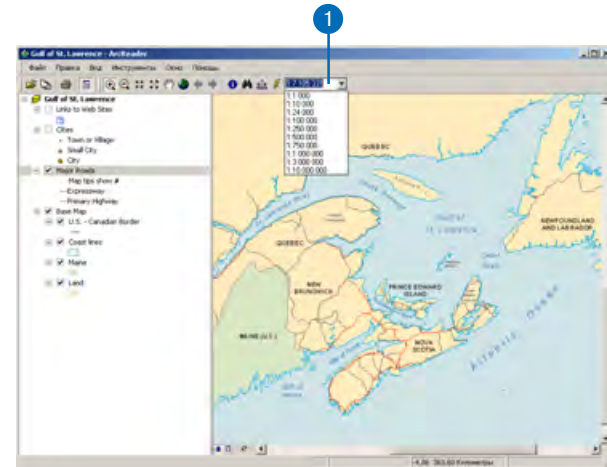 1
Gulf of St. Lawrence - ArcReader
Файл Правка Вид Инструменты Окно Помощь
Gulf of St. Lawrence
Links to Web Sites
Cities
Town or Village
Small City
City
Major Roads
Map tips show #
Expressway
Primary Highway
Base Map
U.S. - Canadian Border
Coast lines
Maine
Land
1:1 000
1:10 000
1:24 000
1:100 000
1:250 000
1:500 000
1:750 000
1:1 000 000
1:3 000 000
1:10 000 000
QUEBEC
NEWFOUNDLAND
AND LABRADOR
QUEBEC
NEW
BRUNSWICK
PRINCE EDWARD
ISLAND
MAINE (U.S.)
NOVA
SCOTIA
Atlantic Ocean
Gulf of
Километры